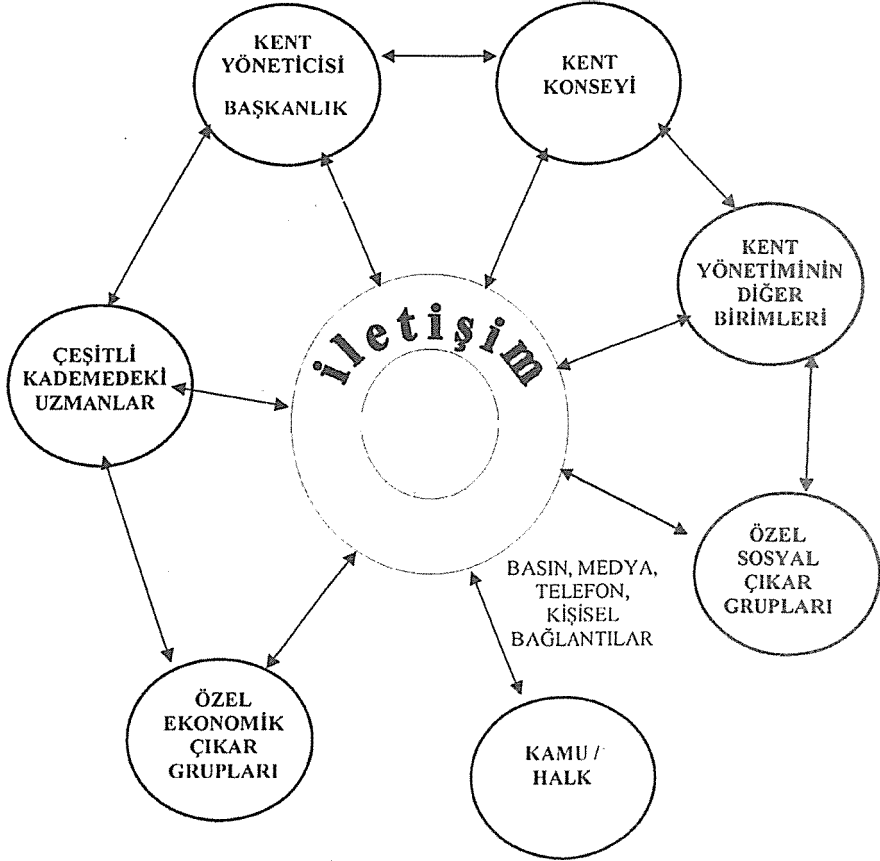 KENT
YÖNETİCİSİ
BAŞKANLIK
KENT
KONSEYİ
KENT
YÖNETİMİNİN
DİĞER
BİRİMLERİ
iletişim
ÇEŞİTLİ
KADEMEDEKİ
UZMANLAR
ÖZEL
SOSYAL
ÇIKAR
GRUPLARI
BASIN, MEDYA,
TELEFON,
KİŞİSEL
BAĞLANTILAR
ÖZEL
EKONOMİK
ÇIKAR
GRUPLARI
KAMU /
HALK